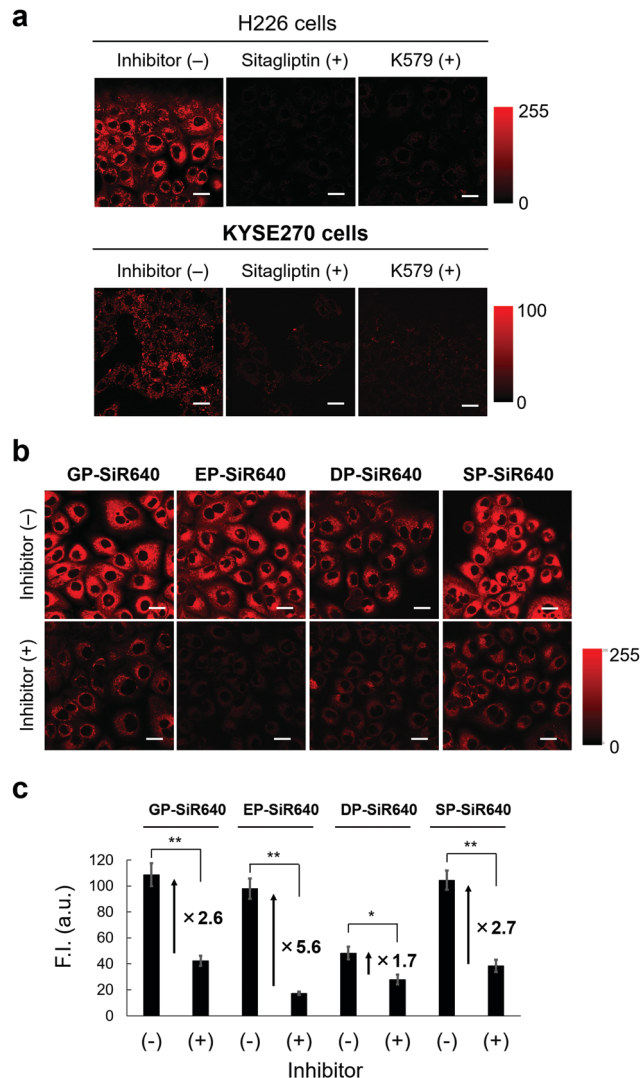 a
H226 cells
Inhibitor (–) Sitagliptin (+) K579 (+)
255
0
KYSE270 cells
Inhibitor (–) Sitagliptin (+) K579 (+)
100
0
b
GP-SiR640 EP-SiR640 DP-SiR640 SP-SiR640
Inhibitor (–)
Inhibitor (+)
255
0
c
GP-SiR640 EP-SiR640 DP-SiR640 SP-SiR640
F.I. (a.u.)
120
100
80
60
40
20
0
** ** * **
×2.6 ×5.6 ×1.7 ×2.7
(-) (+) (-) (+) (-) (+) (-) (+)
Inhibitor